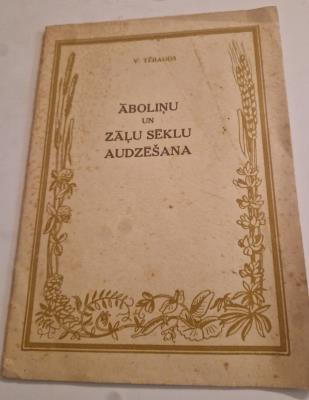 V. TĒRAUDS
ĀBOLIŅU
UN
ZĀĻU SĒKLU
AUDZĒŠANA